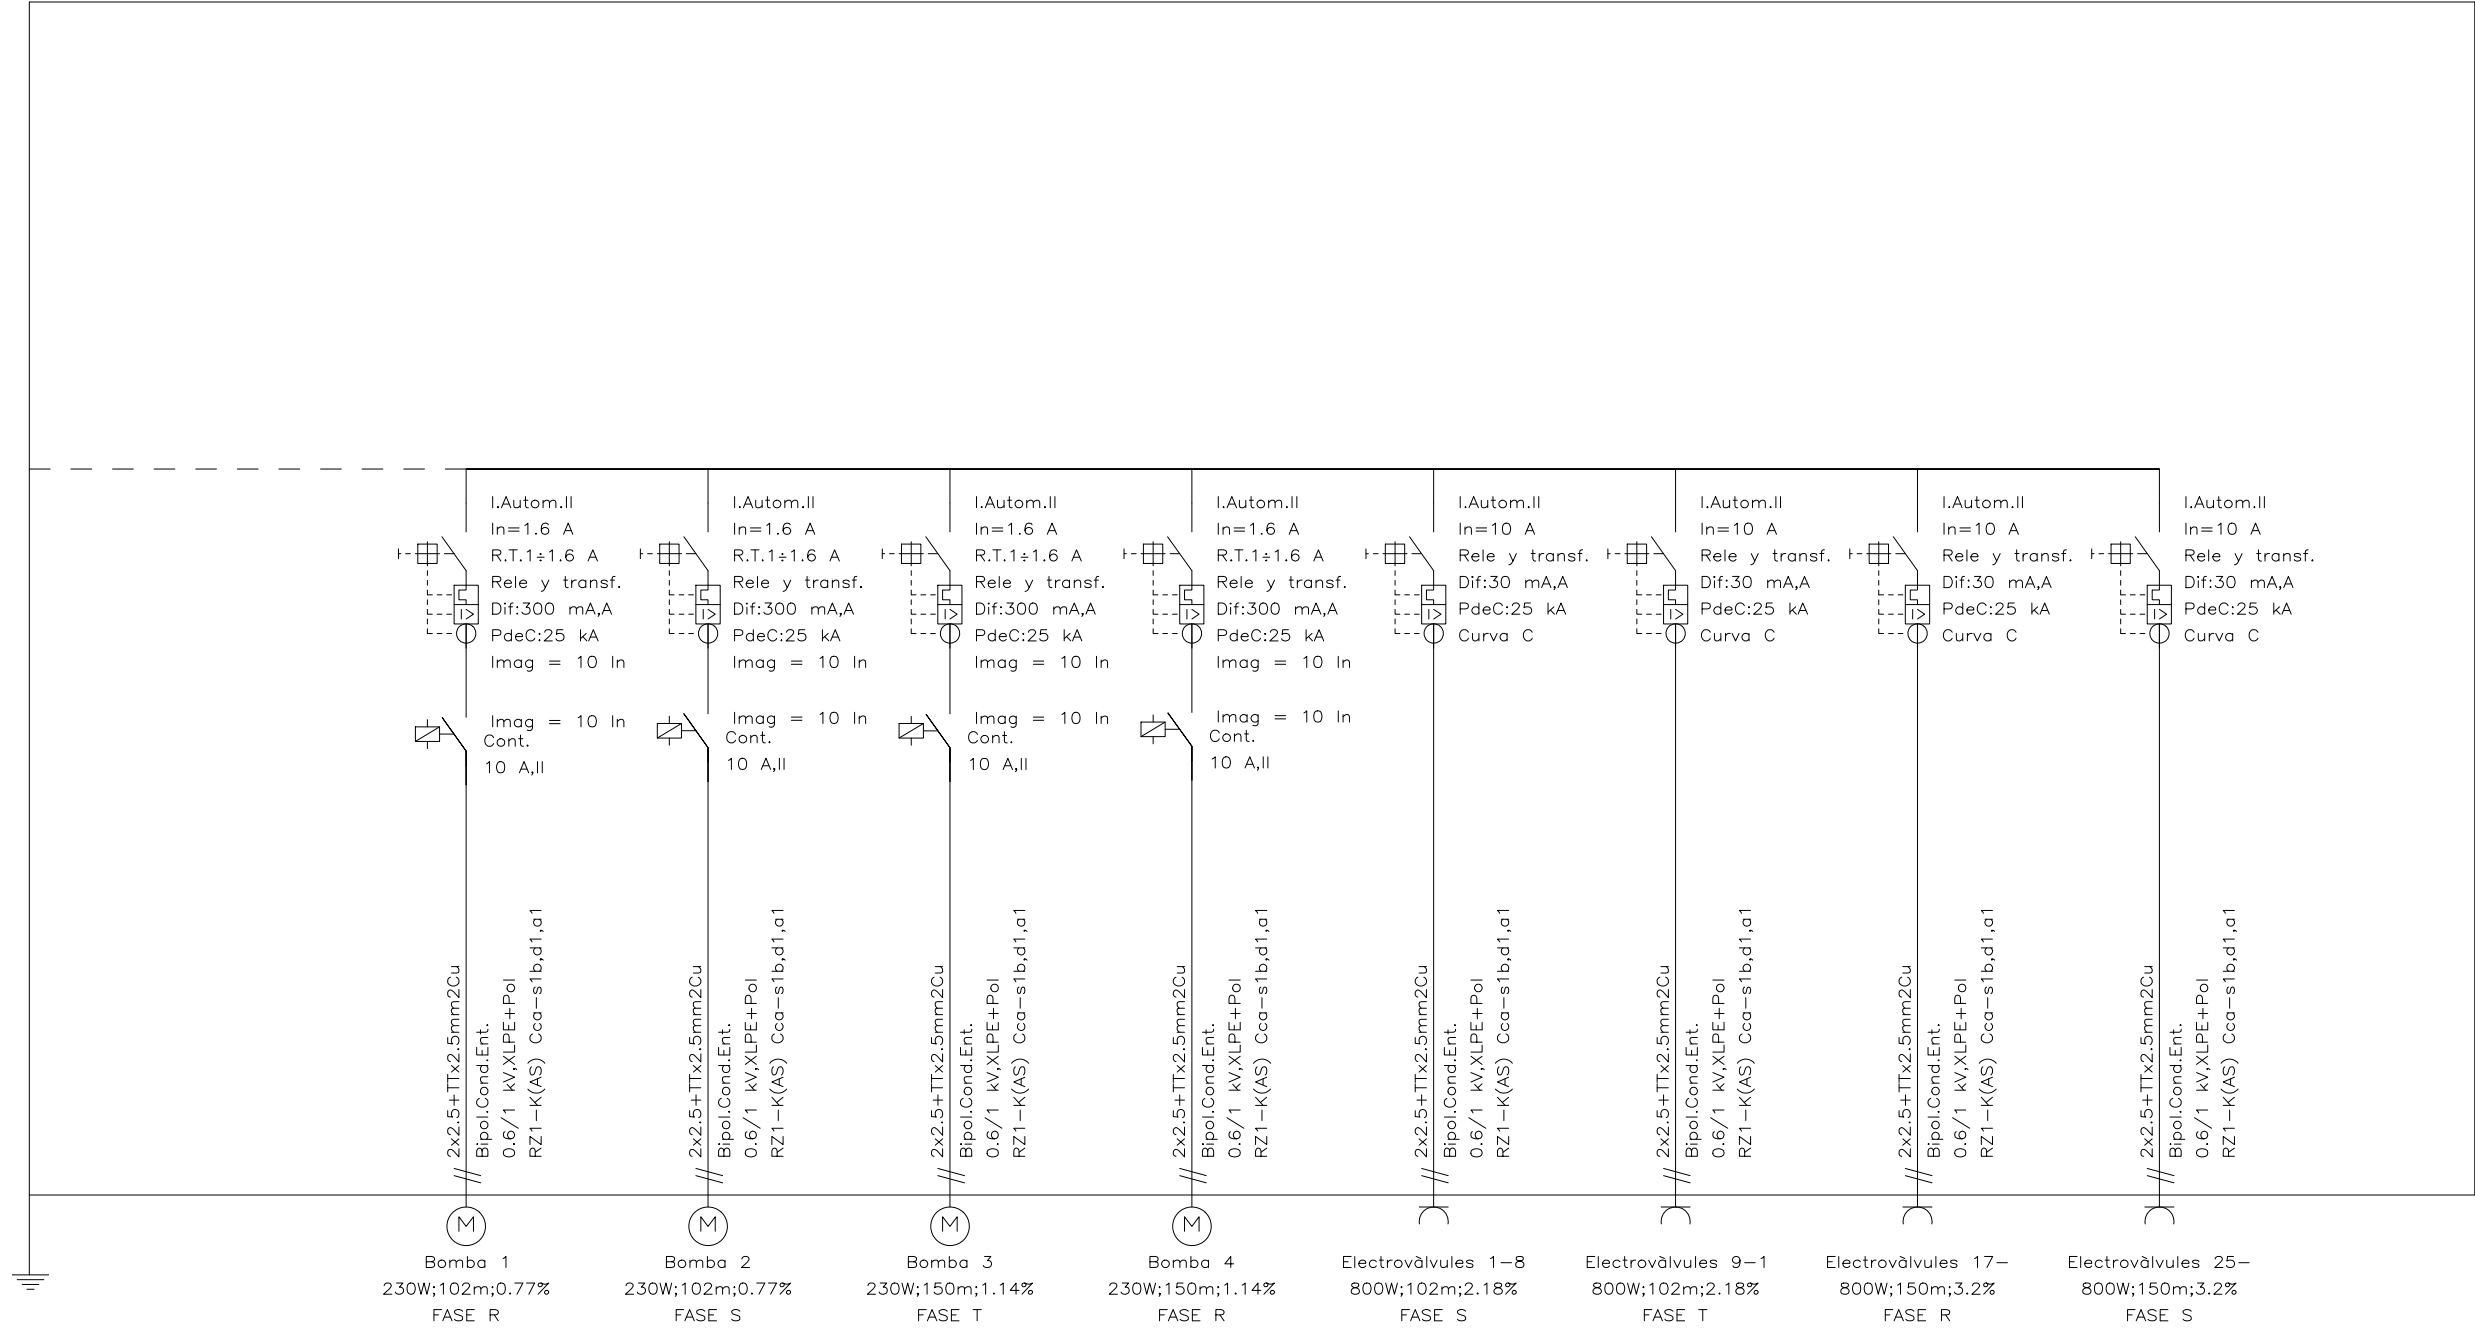 I.Autom.II
In=1.6 A
R.T.1÷1.6 A
Rele y transf.
Dif:300 mA,A
PdeC:25 kA
Imag = 10 In
Imag = 10 In
Cont.
10 A,II
2x2.5+TTx2.5mm2Cu
Bipol.Cond.Ent.
0.6/1 kV,XLPE+Pol
RZ1-K(AS) Cca-s1b,d1,a1
M
Bomba 1
230W;102m;0.77%
FASE R
I.Autom.II
In=1.6 A
R.T.1÷1.6 A
Rele y transf.
Dif:300 mA,A
PdeC:25 kA
Imag = 10 In
Imag = 10 In
Cont.
10 A,II
2x2.5+TTx2.5mm2Cu
Bipol.Cond.Ent.
0.6/1 kV,XLPE+Pol
RZ1-K(AS) Cca-s1b,d1,a1
M
Bomba 2
230W;102m;0.77%
FASE S
I.Autom.II
In=1.6 A
R.T.1÷1.6 A
Rele y transf.
Dif:300 mA,A
PdeC:25 kA
Imag = 10 In
Imag = 10 In
Cont.
10 A,II
2x2.5+TTx2.5mm2Cu
Bipol.Cond.Ent.
0.6/1 kV,XLPE+Pol
RZ1-K(AS) Cca-s1b,d1,a1
M
Bomba 3
230W;150m;1.14%
FASE T
I.Autom.II
In=1.6 A
R.T.1÷1.6 A
Rele y transf.
Dif:300 mA,A
PdeC:25 kA
Imag = 10 In
Imag = 10 In
Cont.
10 A,II
2x2.5+TTx2.5mm2Cu
Bipol.Cond.Ent.
0.6/1 kV,XLPE+Pol
RZ1-K(AS) Cca-s1b,d1,a1
M
Bomba 4
230W;150m;1.14%
FASE R
I.Autom.II
In=10 A
Rele y transf.
Dif:30 mA,A
PdeC:25 kA
Curva C
2x2.5+TTx2.5mm2Cu
Bipol.Cond.Ent.
0.6/1 kV,XLPE+Pol
RZ1-K(AS) Cca-s1b,d1,a1
Electrovàlvules 1-8
800W;102m;2.18%
FASE S
I.Autom.II
In=10 A
Rele y transf.
Dif:30 mA,A
PdeC:25 kA
Curva C
2x2.5+TTx2.5mm2Cu
Bipol.Cond.Ent.
0.6/1 kV,XLPE+Pol
RZ1-K(AS) Cca-s1b,d1,a1
Electrovàlvules 9-1
800W;102m;2.18%
FASE T
I.Autom.II
In=10 A
Rele y transf.
Dif:30 mA,A
PdeC:25 kA
Curva C
2x2.5+TTx2.5mm2Cu
Bipol.Cond.Ent.
0.6/1 kV,XLPE+Pol
RZ1-K(AS) Cca-s1b,d1,a1
Electrovàlvules 17-
800W;150m;3.2%
FASE R
I.Autom.II
In=10 A
Rele y transf.
Dif:30 mA,A
PdeC:25 kA
Curva C
2x2.5+TTx2.5mm2Cu
Bipol.Cond.Ent.
0.6/1 kV,XLPE+Pol
RZ1-K(AS) Cca-s1b,d1,a1
Electrovàlvules 25-
800W;150m;3.2%
FASE S